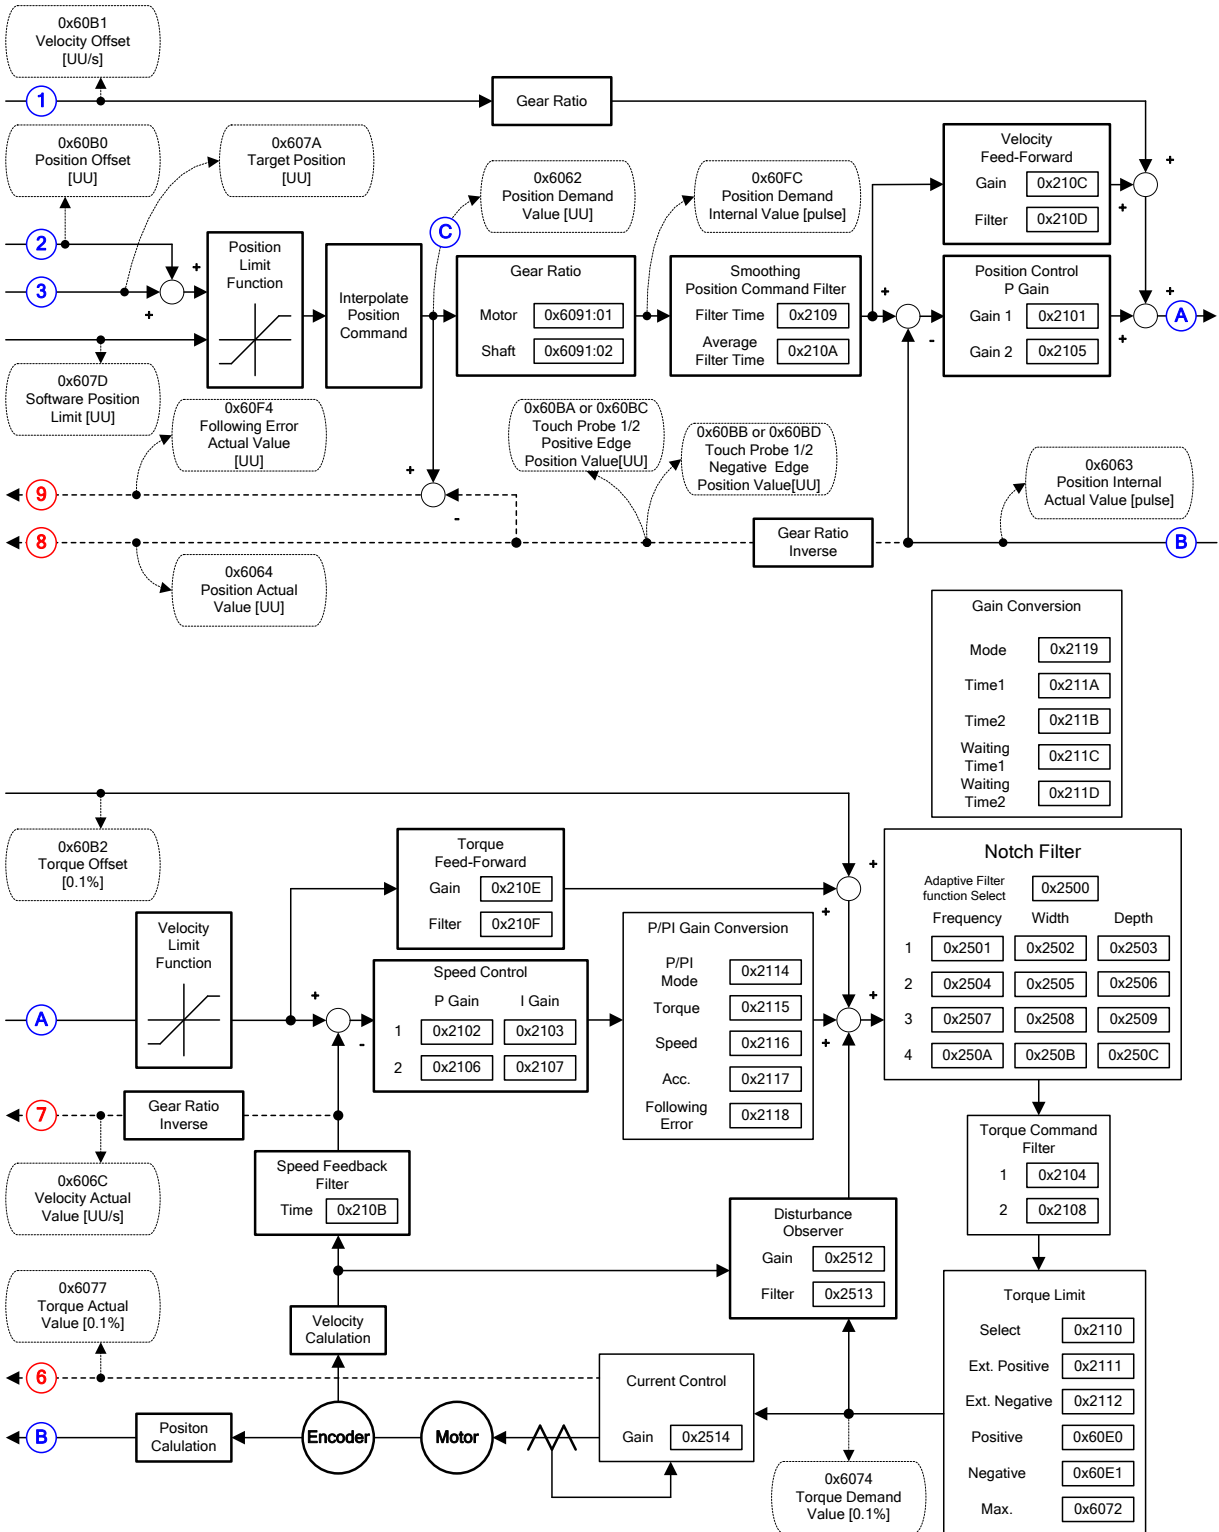 0x60B1
Velocity Offset
[UU/s]
1
Gear Ratio
0x60B0
Position Offset
[UU]
0x607A
Target Position
[UU]
0x6062
Position Demand
Value [UU]
0x60FC
Position Demand
Internal Value [pulse]
Velocity
Feed-Forward
Gain 0x210C
Filter 0x210D
+
+
2
3
+
+
C
Position
Limit
Function
Interpolate
Position
Command
Gear Ratio
Motor 0x6091:01
Shaft 0x6091:02
Smoothing
Position Command Filter
Filter Time 0x2109
Average
Filter Time 0x210A
+
-
Position Control
P Gain
Gain 1 0x2101
Gain 2 0x2105
+
+
A
0x607D
Software Position
Limit [UU]
0x60F4
Following Error
Actual Value
[UU]
0x60BA or 0x60BC
Touch Probe 1/2
Positive Edge
Position Value[UU]
0x60BB or 0x60BD
Touch Probe 1/2
Negative Edge
Position Value[UU]
0x6063
Position Internal
Actual Value [pulse]
9
+
-
8
Gear Ratio
Inverse
B
0x6064
Position Actual
Value [UU]
Gain Conversion
Mode 0x2119
Time1 0x211A
Time2 0x211B
Waiting
Time1 0x211C
Waiting
Time2 0x211D
0x60B2
Torque Offset
[0.1%]
Torque
Feed-Forward
Gain 0x210E
Filter 0x210F
+
+
Notch Filter
Adaptive Filter
function Select 0x2500
Frequency Width Depth
1 0x2501 0x2502 0x2503
2 0x2504 0x2505 0x2506
3 0x2507 0x2508 0x2509
4 0x250A 0x250B 0x250C
Velocity
Limit
Function
A
+
-
Speed Control
P Gain I Gain
1 0x2102 0x2103
2 0x2106 0x2107
P/PI Gain Conversion
P/PI
Mode 0x2114
Torque 0x2115
Speed 0x2116
Acc. 0x2117
Following
Error 0x2118
+
+
7
Gear Ratio
Inverse
0x606C
Velocity Actual
Value [UU/s]
Speed Feedback
Filter
Time 0x210B
Torque Command
Filter
1 0x2104
2 0x2108
Disturbance
Observer
Gain 0x2512
Filter 0x2513
0x6077
Torque Actual
Value [0.1%]
Velocity
Calulation
6
Current Control
Gain 0x2514
Torque Limit
Select 0x2110
Ext. Positive 0x2111
Ext. Negative 0x2112
Positive 0x60E0
Negative 0x60E1
Max. 0x6072
B
Positon
Calulation
Encoder
Motor
0x6074
Torque Demand
Value [0.1%]